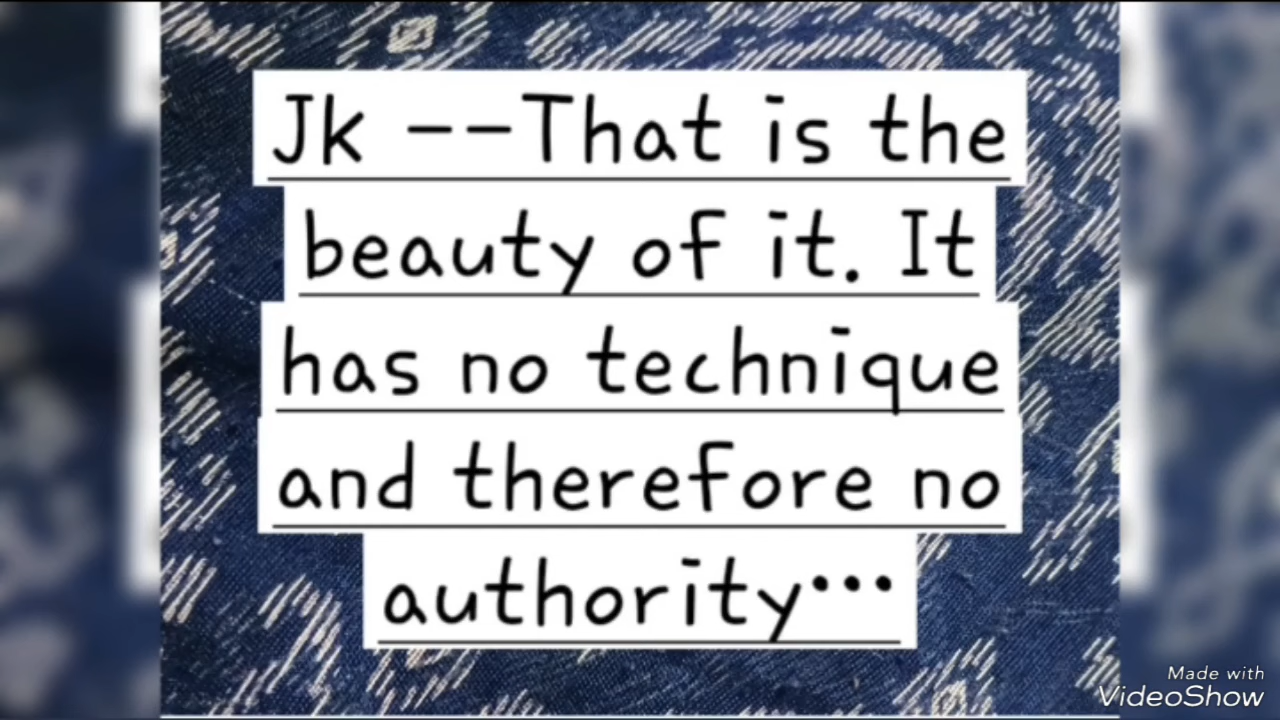 Jk --That is the
beauty of it. It
has no technique
and therefore no
authority•••
Made with
VideoShow